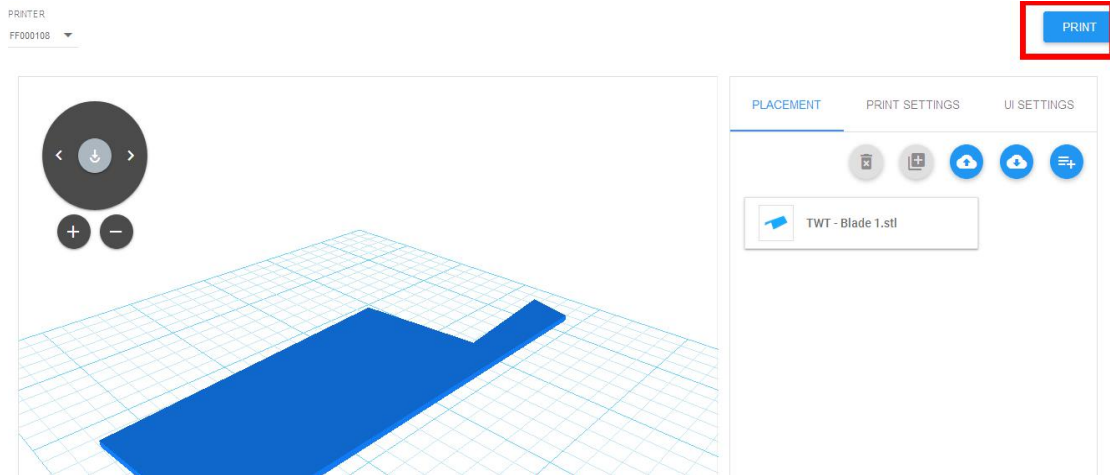 PRINTER
FF000108
PRINT
PLACEMENT PRINT SETTINGS UI SETTINGS
TWT - Blade 1.stl